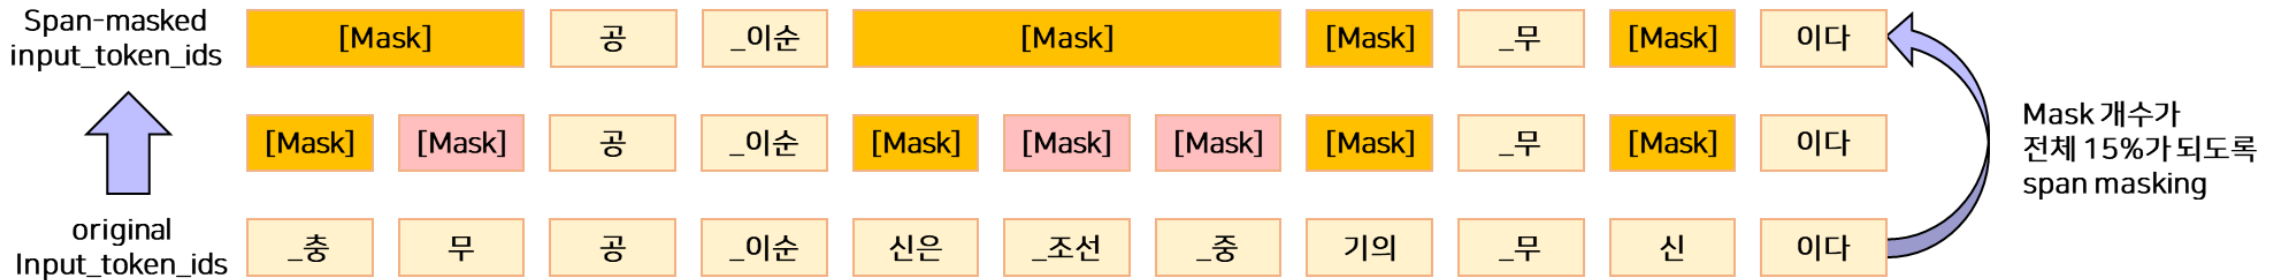 Span-masked
input_token_ids
[Mask] 공 _이순 [Mask] [Mask] _무 [Mask] 이다
[Mask] [Mask] 공 _이순 [Mask] [Mask] [Mask] [Mask] _무 [Mask] 이다
Mask 개수가
전체 15%가 되도록
span masking
original
Input_token_ids
_충 무 공 _이순 신은 _조선 _중 기의 _무 신 이다